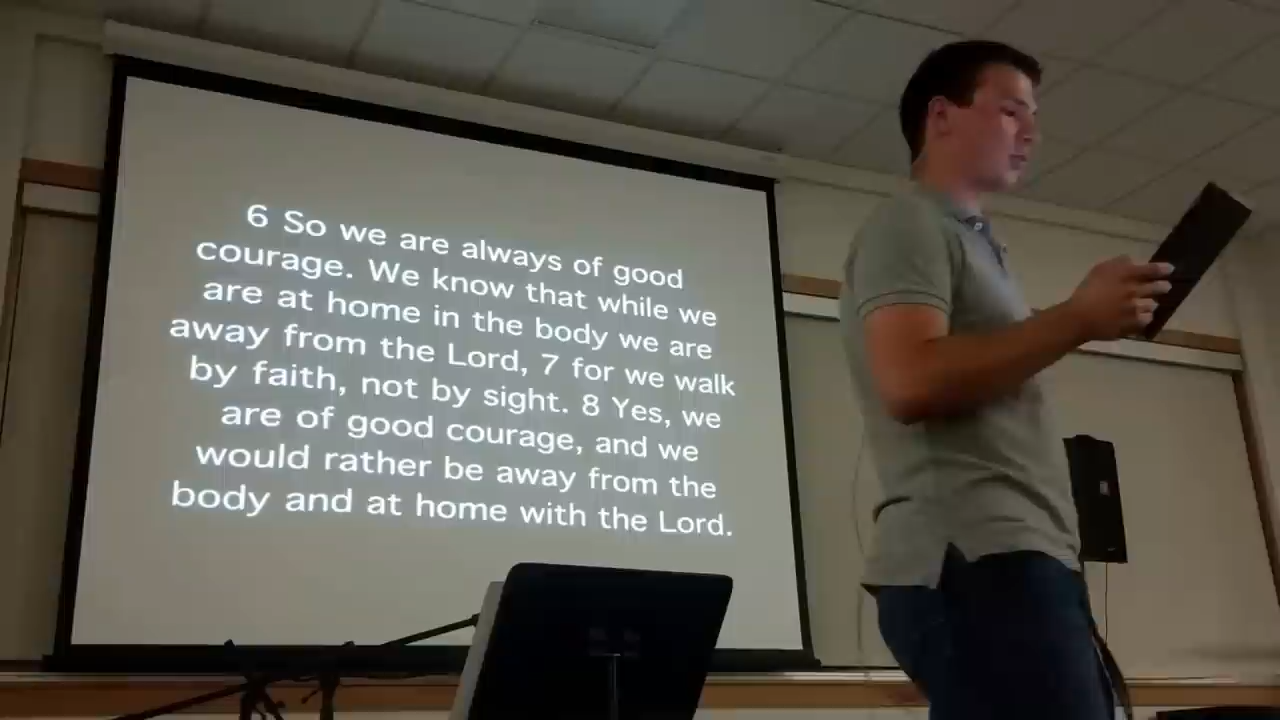 6 So we are always of good
courage. We know that while we
are at home in the body we are
away from the Lord, 7 for we walk
by faith, not by sight. 8 Yes, we
are of good courage, and we
would rather be away from the
body and at home with the Lord.